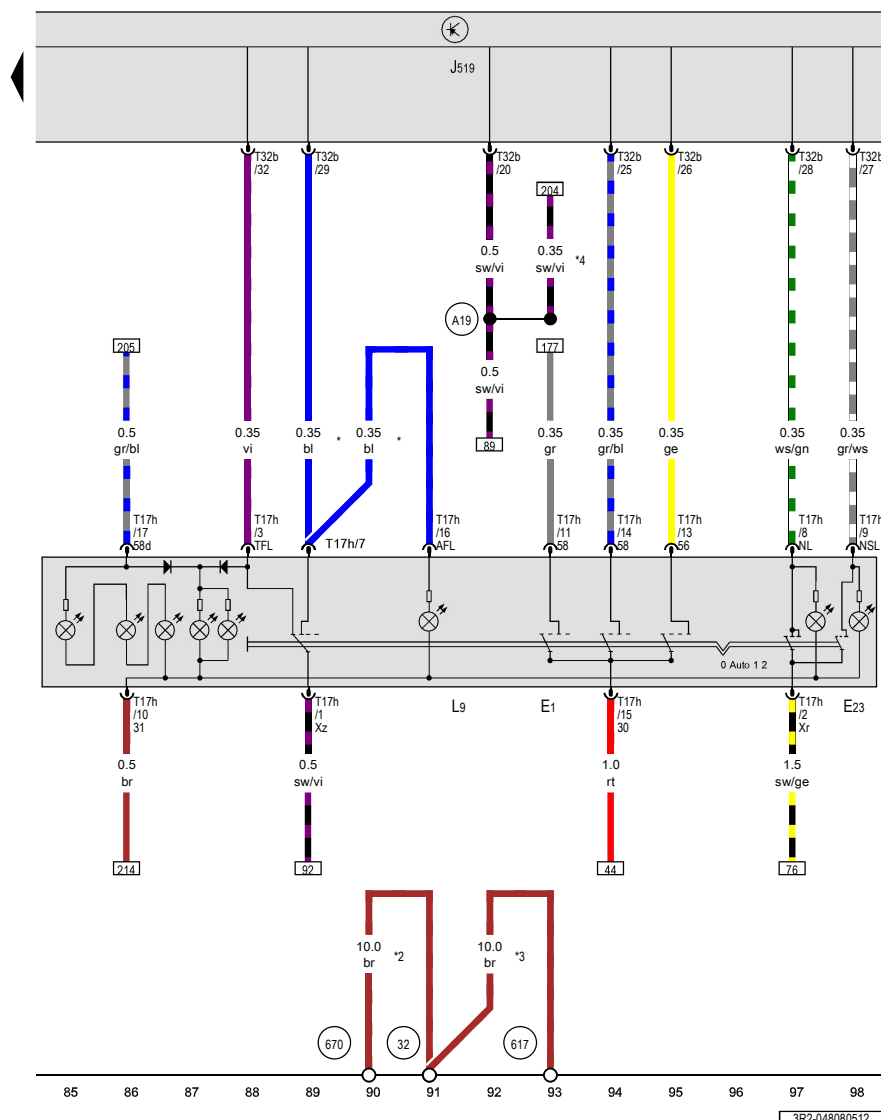 J519
T32b
/32
T32b
/29
T32b
/20
T32b
/25
T32b
/26
T32b
/28
T32b
/27
204
0.5
sw/vi
0.35
sw/vi
*4
A19
205
177
0.5
sw/vi
89
0.5
gr/bl
0.35
vi
0.35
bl
*
0.35
bl
*
0.35
gr
0.35
gr/bl
0.35
ge
0.35
ws/gn
0.35
gr/ws
T17h
/17
58d
T17h
/3
TFL
T17h/7
T17h
/16
AFL
T17h
/11
58
T17h
/14
58
T17h
/13
56
T17h
/8
NL
T17h
/9
NSL
0 Auto 1 2
T17h
/10
31
T17h
/1
Xz
L9
E1
T17h
/15
30
T17h
/2
Xr
E23
0.5
br
0.5
sw/vi
1.0
rt
1.5
sw/ge
214
92
44
76
10.0
br
*2
10.0
br
*3
670
32
617
85 86 87 88 89 90 91 92 93 94 95 96 97 98
3R2-048080512